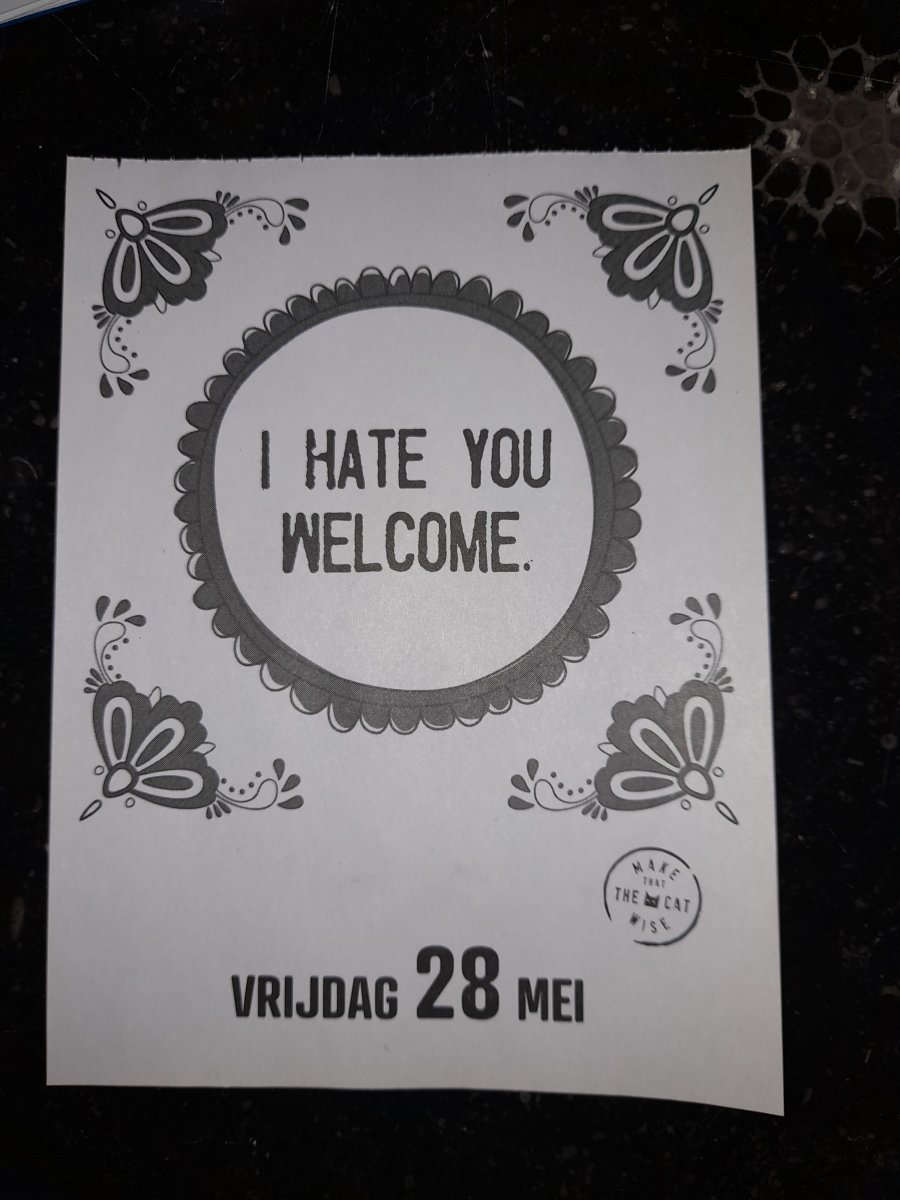 I HATE YOU
WELCOME.
MAKE
THAT
THE CAT
WISE
VRIJDAG 28 MEI